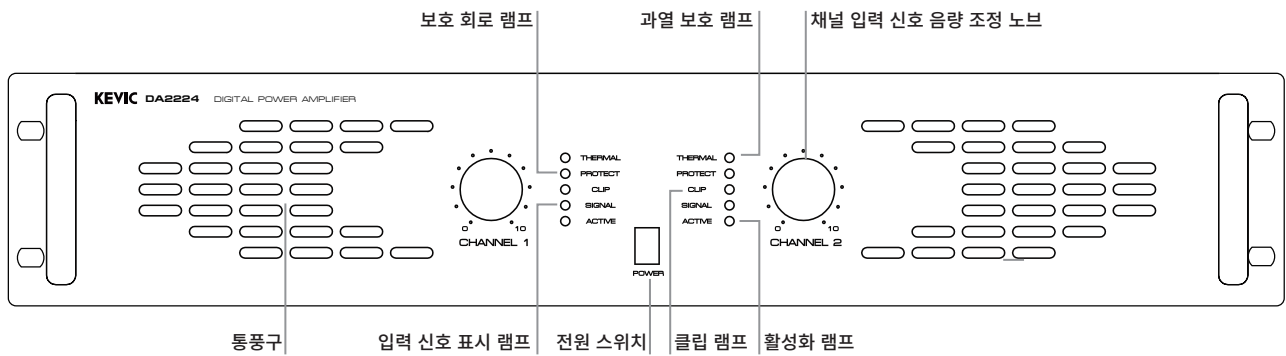 보호 회로 램프
과열 보호 램프
채널 입력 신호 음량 조정 노브
KEVIC DA2224 DIGITAL POWER AMPLIFIER
THERMAL
PROTECT
CLIP
SIGNAL
ACTIVE
0 10
CHANNEL 1
THERMAL
PROTECT
CLIP
SIGNAL
ACTIVE
0 10
CHANNEL 2
POWER
통풍구
입력 신호 표시 램프
전원 스위치
클립 램프
활성화 램프